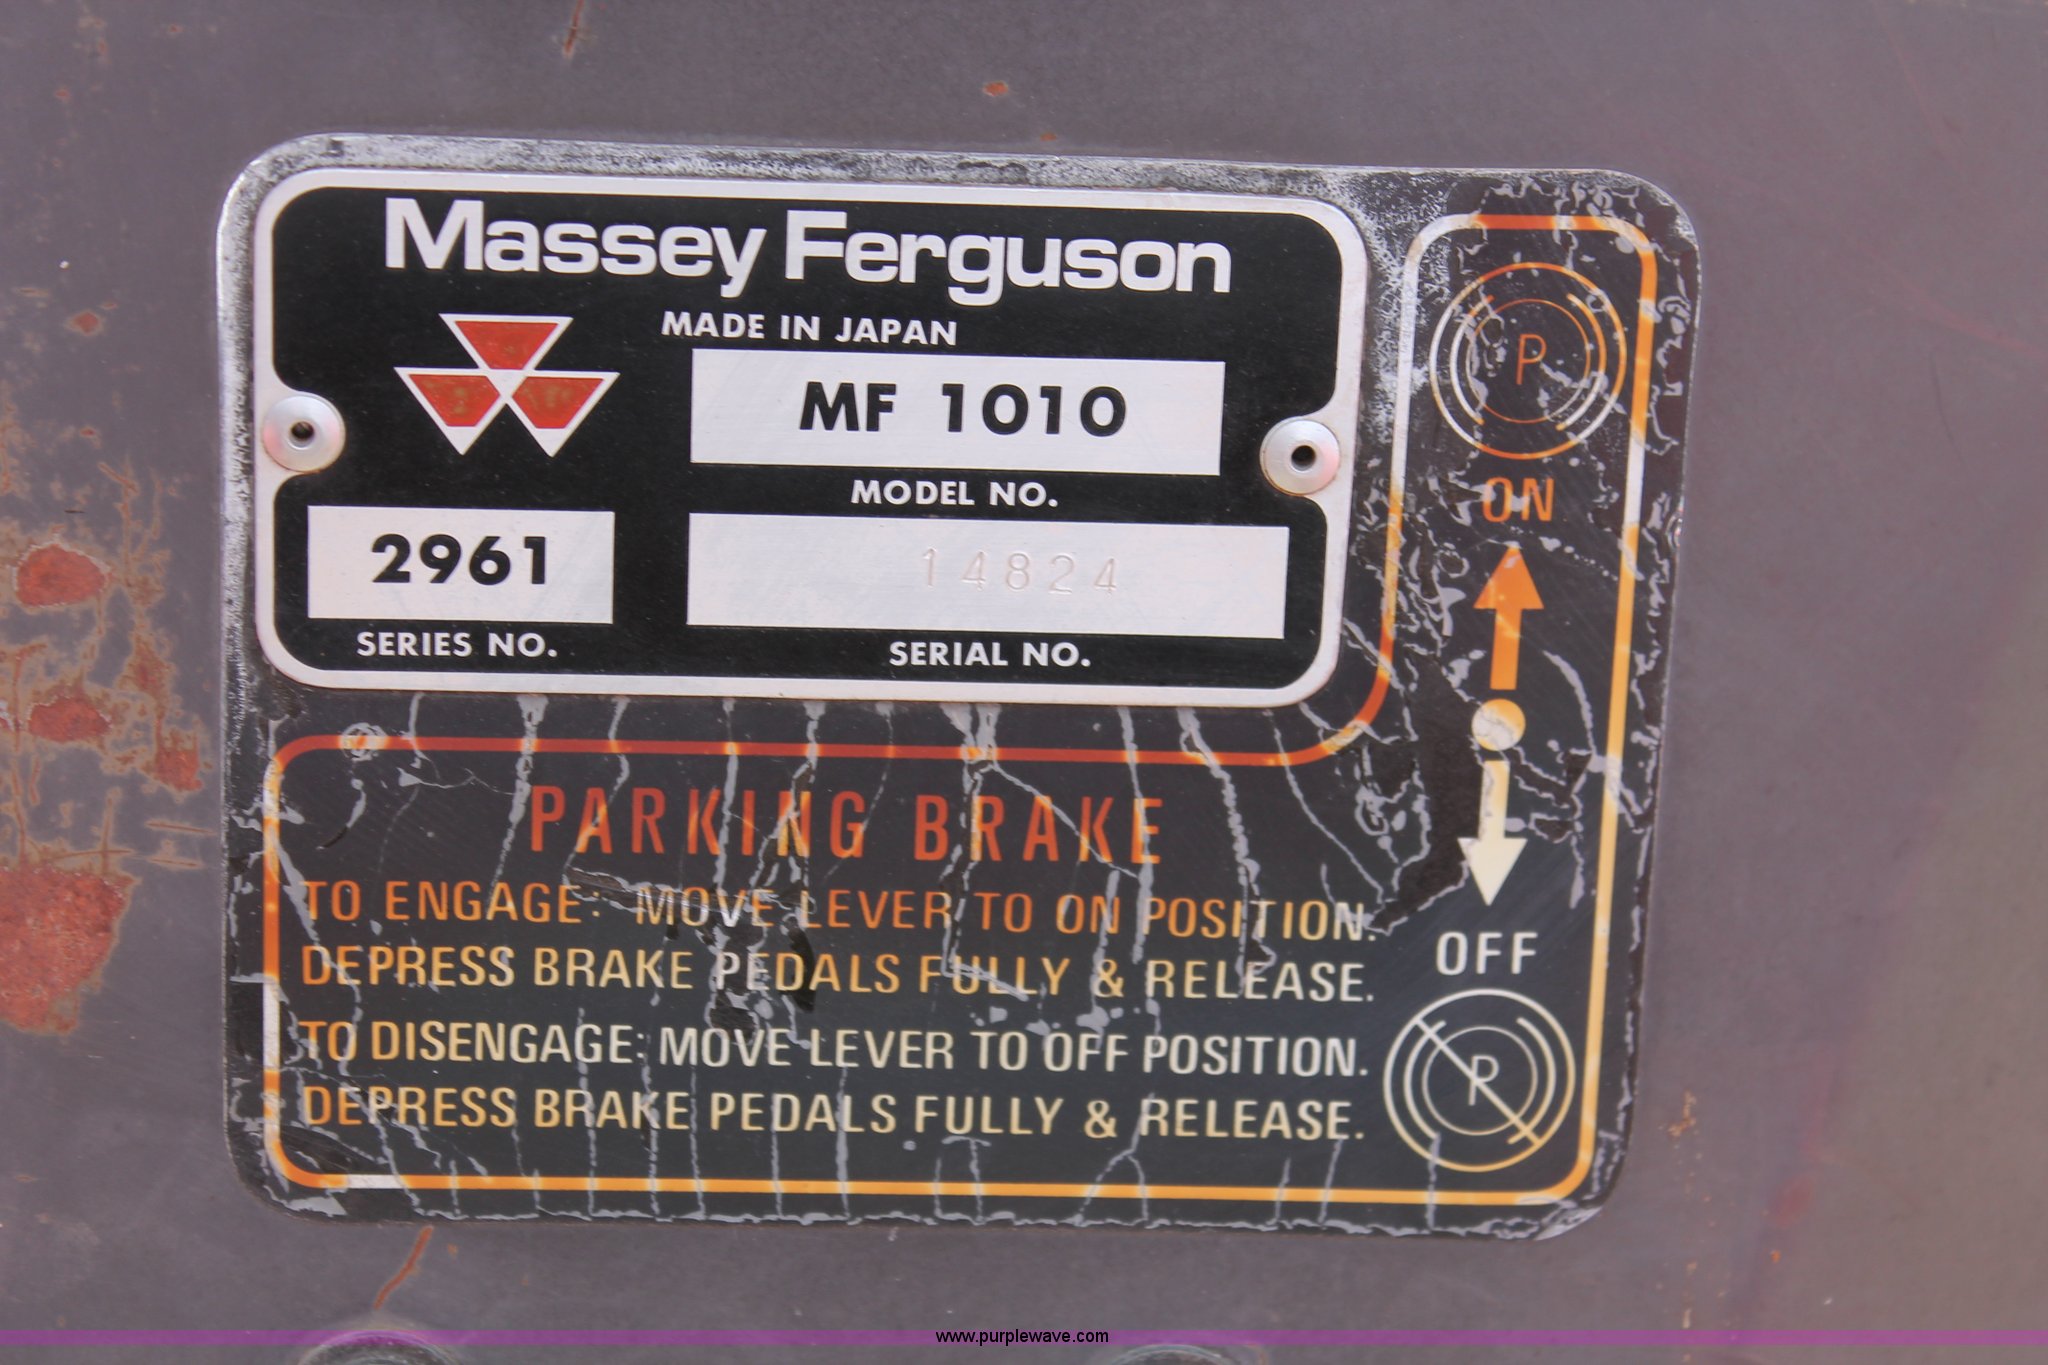 Massey Ferguson
MADE IN JAPAN
MF 1010
MODEL NO.
2961
SERIES NO.
14824
SERIAL NO.
P
ON
OFF
P
PARKING BRAKE
TO ENGAGE: MOVE LEVER TO ON POSITION.
DEPRESS BRAKE PEDALS FULLY & RELEASE.
TO DISENGAGE: MOVE LEVER TO OFF POSITION.
DEPRESS BRAKE PEDALS FULLY & RELEASE.
www.purplewave.com